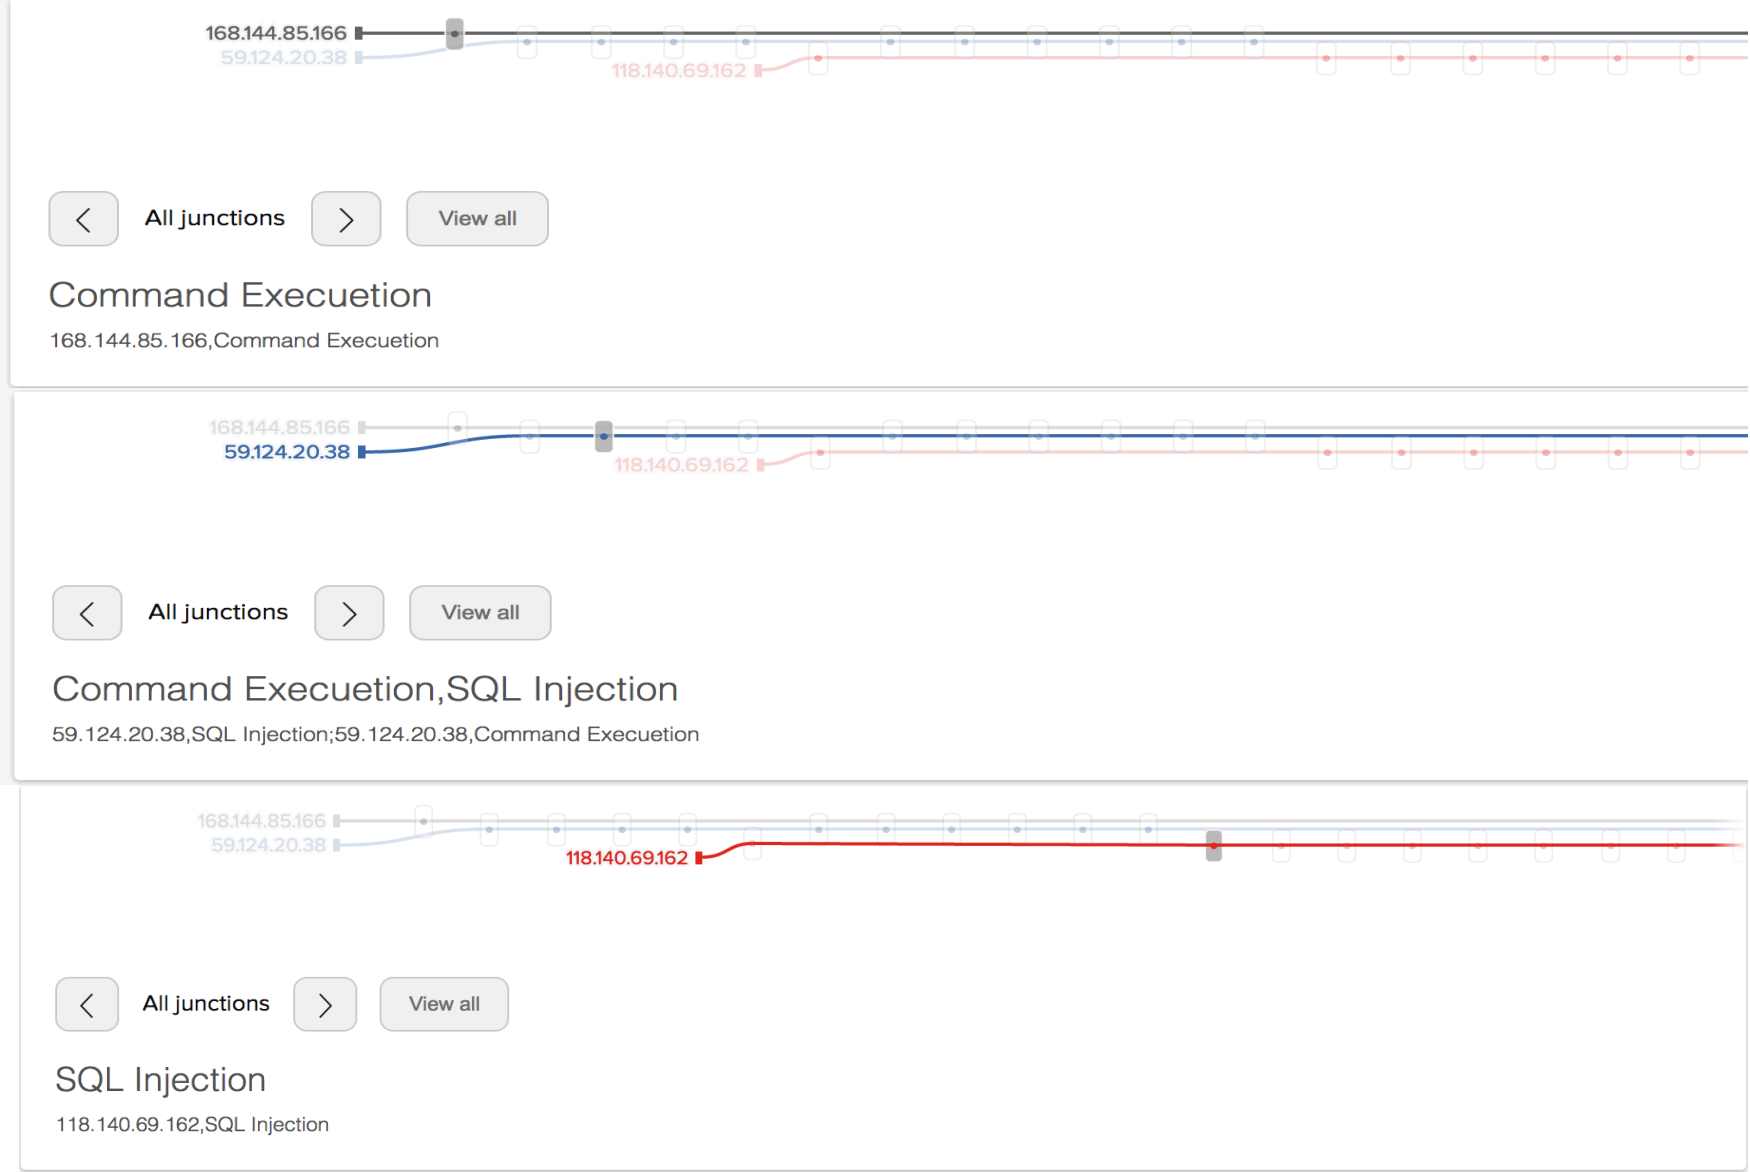 168.144.85.166
59.124.20.38
118.140.69.162
All junctions
View all
Command Execuetion
168.144.85.166,Command Execuetion
168.144.85.166
59.124.20.38
118.140.69.162
All junctions
View all
Command Execuetion,SQL Injection
59.124.20.38,SQL Injection;59.124.20.38,Command Execuetion
168.144.85.166
59.124.20.38
118.140.69.162
All junctions
View all
SQL Injection
118.140.69.162,SQL Injection